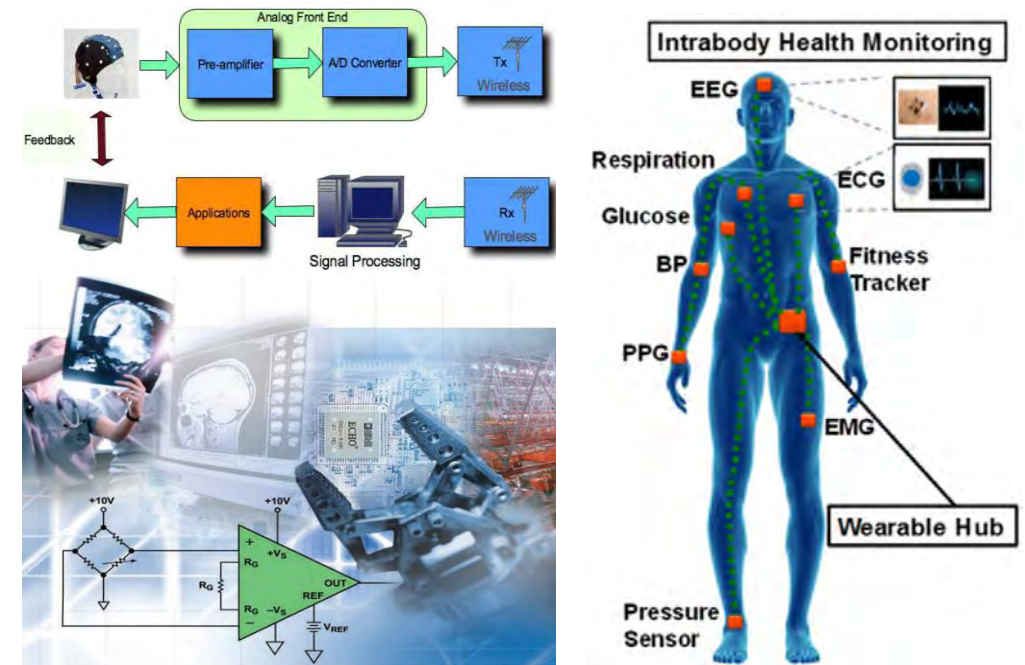 Analog Front End
Pre-amplifier
A/D Converter
Tx
Wireless
Feedback
Applications
Rx
Wireless
Signal Processing
ECHO
+10V
+10V
+
+VS
RG
RG
OUT
REF
RG
–VS
–
VREF
Intrabody Health Monitoring
EEG
Respiration
ECG
Glucose
BP
Fitness
Tracker
PPG
EMG
Wearable Hub
Pressure
Sensor